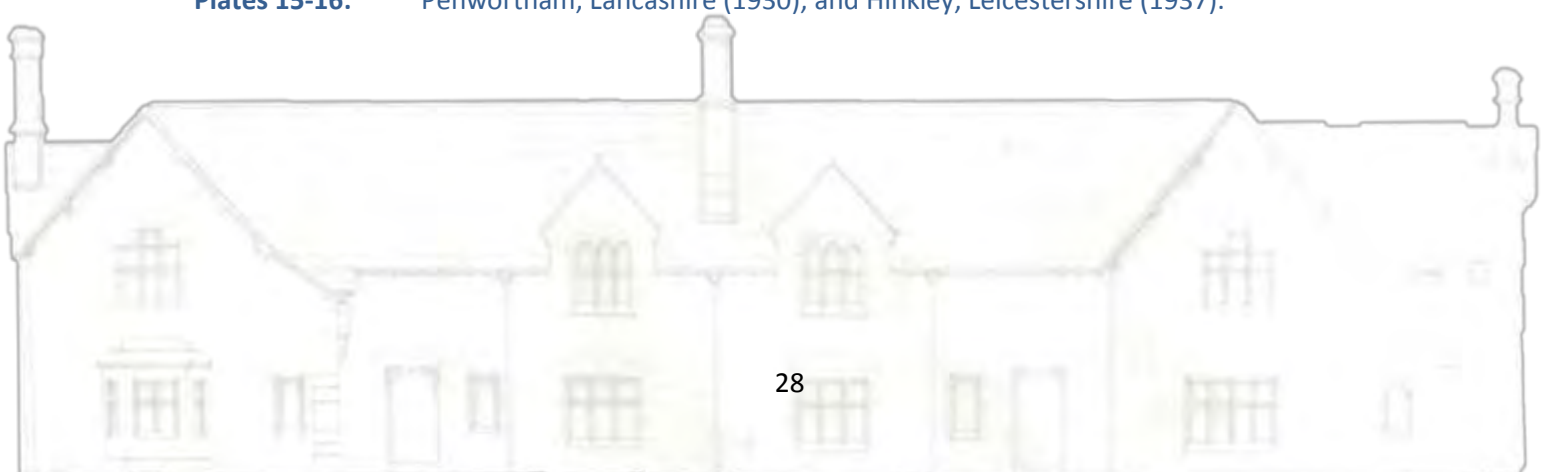 Plates 15-16. Penwortham, Lancashire (1930), and Hinkley, Leicestershire (1937).
28